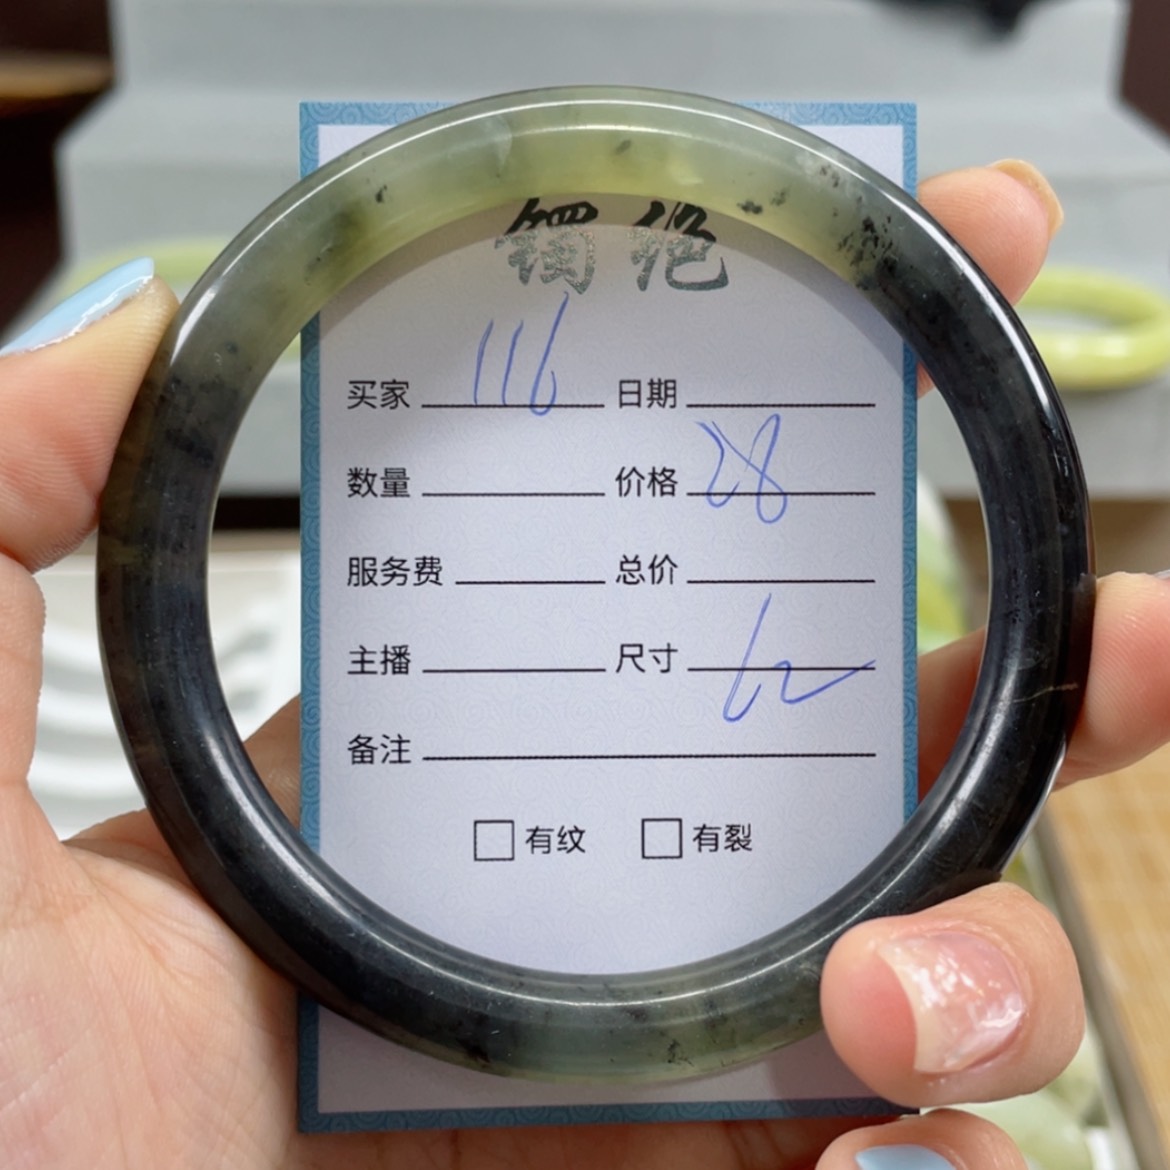 镯绝
买家 116 日期
数量 价格 28
服务费 总价
主播 尺寸 62
备注
□有纹 □有裂